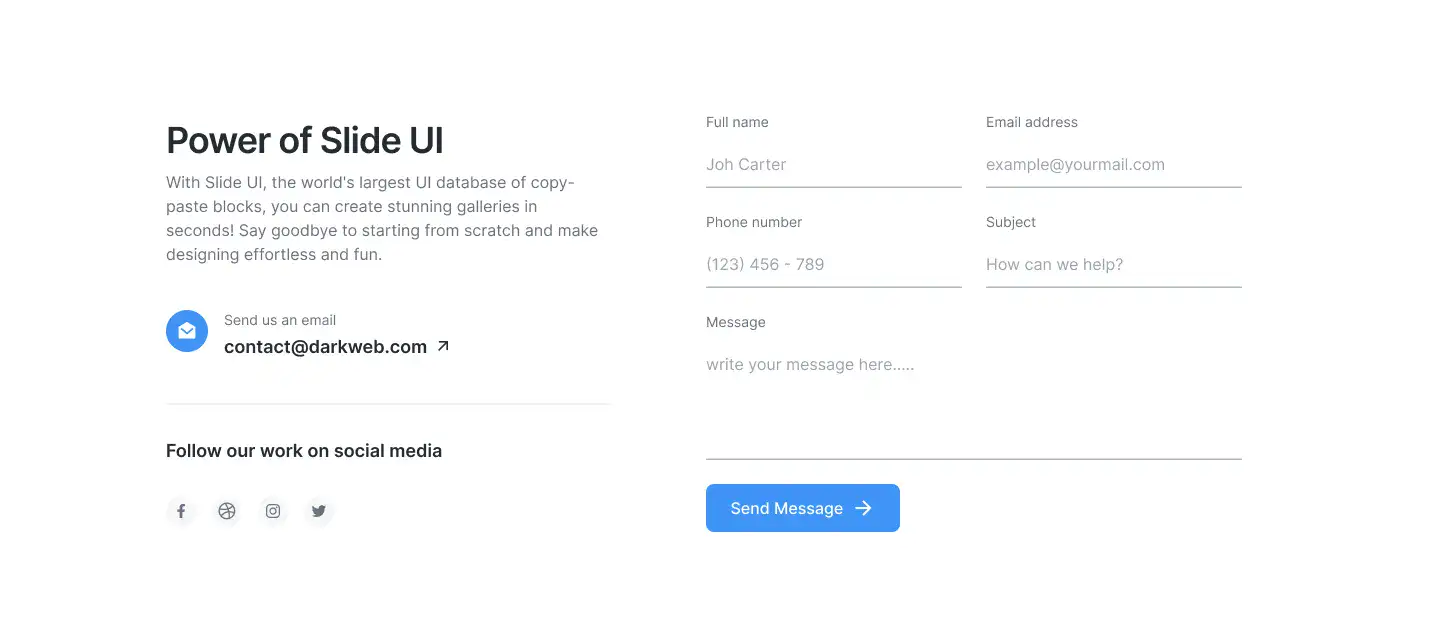 Power of Slide UI
With Slide UI, the world's largest UI database of copy-
paste blocks, you can create stunning galleries in
seconds! Say goodbye to starting from scratch and make
designing effortless and fun.
Send us an email
contact@darkweb.com
Follow our work on social media
Full name
Joh Carter
Email address
example@yourmail.com
Phone number
(123) 456 - 789
Subject
How can we help?
Message
write your message here.....
Send Message